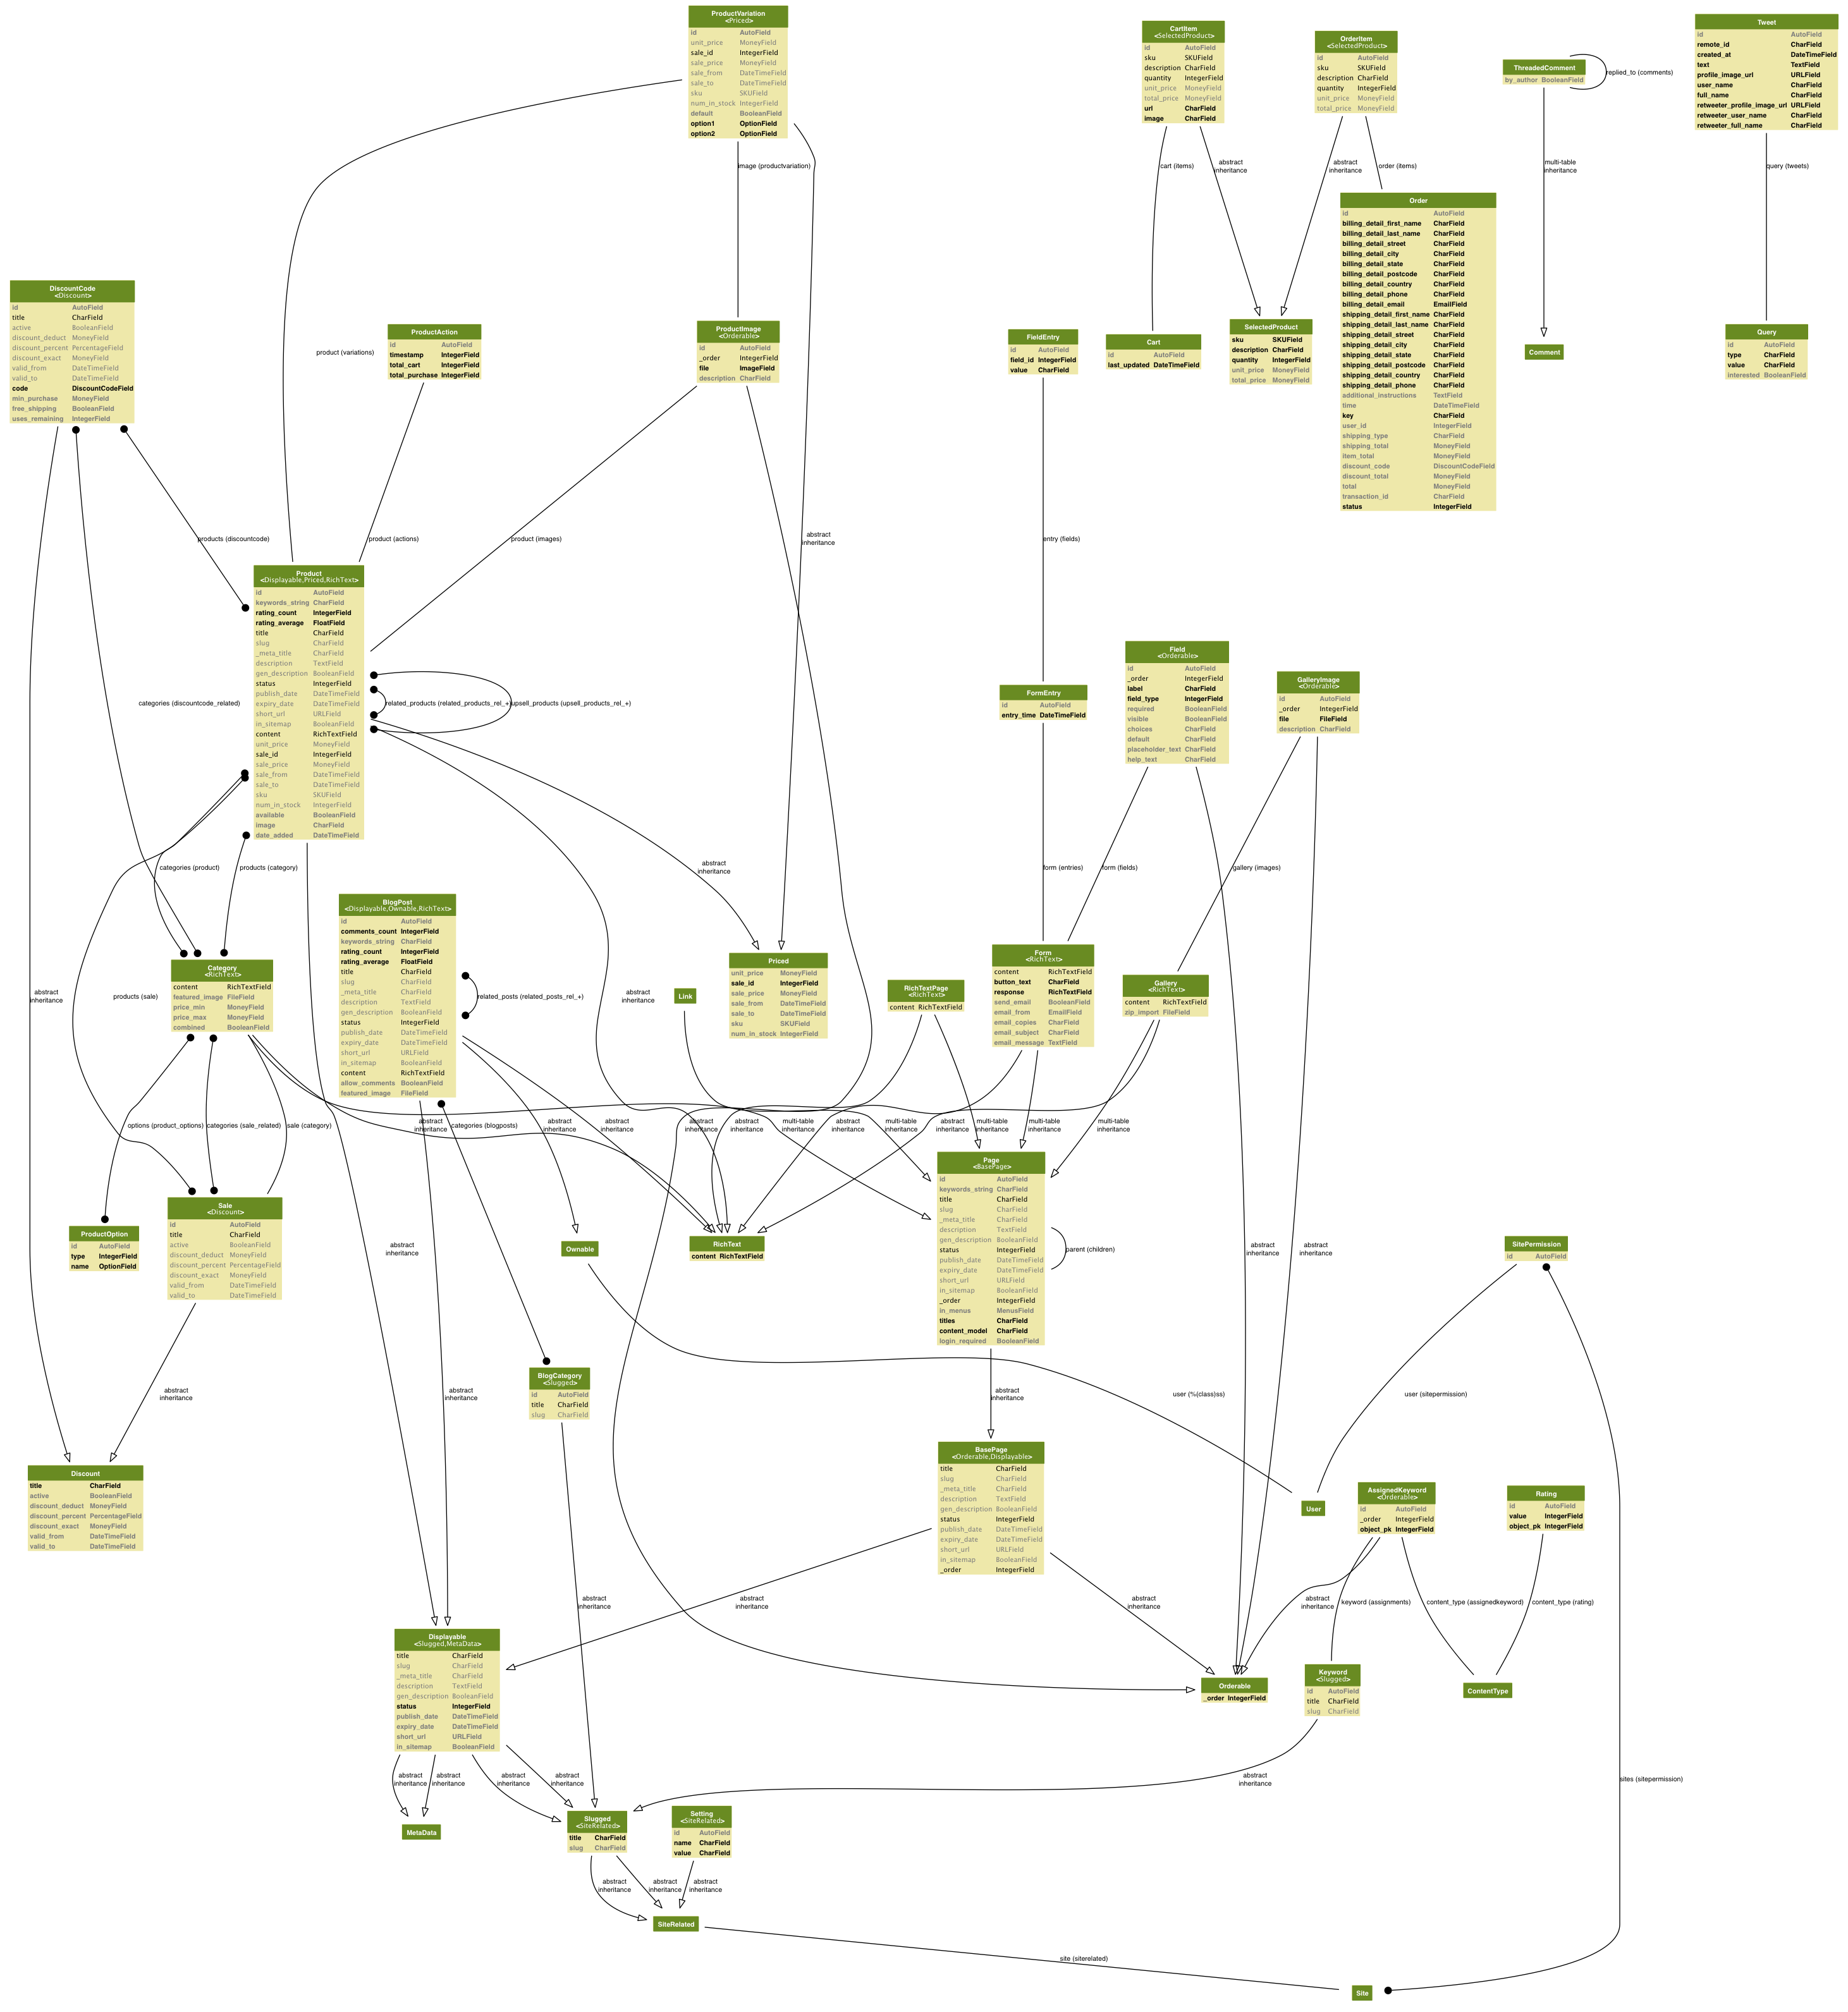 ProductVariation
<Priced>
id AutoField
unit_price MoneyField
sale_id IntegerField
sale_price MoneyField
sale_from DateTimeField
sale_to DateTimeField
sku SKUField
num_in_stock IntegerField
default BooleanField
option1 OptionField
option2 OptionField
CartItem
<SelectedProduct>
id AutoField
sku SKUField
description CharField
quantity IntegerField
unit_price MoneyField
total_price MoneyField
url CharField
image CharField
OrderItem
<SelectedProduct>
id AutoField
sku SKUField
description CharField
quantity IntegerField
unit_price MoneyField
total_price MoneyField
ThreadedComment
by_author BooleanField
replied_to (comments)
Tweet
id AutoField
remote_id CharField
created_at DateTimeField
text TextField
profile_image_url URLField
user_name CharField
full_name CharField
retweeter_profile_image_url URLField
retweeter_user_name CharField
retweeter_full_name CharField
image (productvariation)
cart (items)
abstract
inheritance
abstract
inheritance
order (items)
multi-table
inheritance
query (tweets)
Order
id AutoField
billing_detail_first_name CharField
billing_detail_last_name CharField
billing_detail_street CharField
billing_detail_city CharField
billing_detail_state CharField
billing_detail_postcode CharField
billing_detail_country CharField
billing_detail_phone CharField
billing_detail_email EmailField
shipping_detail_first_name CharField
shipping_detail_last_name CharField
shipping_detail_street CharField
shipping_detail_city CharField
shipping_detail_state CharField
shipping_detail_postcode CharField
shipping_detail_country CharField
shipping_detail_phone CharField
additional_instructions TextField
time DateTimeField
key CharField
user_id IntegerField
shipping_type CharField
shipping_total MoneyField
item_total MoneyField
discount_code DiscountCodeField
discount_total MoneyField
total MoneyField
transaction_id CharField
status IntegerField
DiscountCode
<Discount>
id AutoField
title CharField
active BooleanField
discount_deduct MoneyField
discount_percent PercentageField
discount_exact MoneyField
valid_from DateTimeField
valid_to DateTimeField
code DiscountCodeField
min_purchase MoneyField
free_shipping BooleanField
uses_remaining IntegerField
ProductAction
id AutoField
timestamp IntegerField
total_cart IntegerField
total_purchase IntegerField
product (variations)
ProductImage
<Orderable>
id AutoField
_order IntegerField
file ImageField
description CharField
FieldEntry
id AutoField
field_id IntegerField
value CharField
Cart
id AutoField
last_updated DateTimeField
SelectedProduct
sku SKUField
description CharField
quantity IntegerField
unit_price MoneyField
total_price MoneyField
Comment
Query
id AutoField
type CharField
value CharField
interested BooleanField
products (discountcode)
product (actions)
product (images)
abstract
inheritance
entry (fields)
Product
<Displayable,Priced,RichText>
id AutoField
keywords_string CharField
rating_count IntegerField
rating_average FloatField
title CharField
slug CharField
_meta_title CharField
description TextField
gen_description BooleanField
status IntegerField
publish_date DateTimeField
expiry_date DateTimeField
short_url URLField
in_sitemap BooleanField
content RichTextField
unit_price MoneyField
sale_id IntegerField
sale_price MoneyField
sale_from DateTimeField
sale_to DateTimeField
sku SKUField
num_in_stock IntegerField
available BooleanField
image CharField
date_added DateTimeField
categories (discountcode_related)
related_products (related_products_rel_+)
upsell_products (upsell_products_rel_+)
FormEntry
id AutoField
entry_time DateTimeField
Field
<Orderable>
id AutoField
_order IntegerField
label CharField
field_type IntegerField
required BooleanField
visible BooleanField
choices CharField
default CharField
placeholder_text CharField
help_text CharField
GalleryImage
<Orderable>
id AutoField
_order IntegerField
file FileField
description CharField
categories (product)
products (category)
abstract
inheritance
form (entries)
form (fields)
gallery (images)
BlogPost
<Displayable,Ownable,RichText>
id AutoField
comments_count IntegerField
keywords_string CharField
rating_count IntegerField
rating_average FloatField
title CharField
slug CharField
_meta_title CharField
description TextField
gen_description BooleanField
status IntegerField
publish_date DateTimeField
expiry_date DateTimeField
short_url URLField
in_sitemap BooleanField
content RichTextField
allow_comments BooleanField
featured_image FileField
related_posts (related_posts_rel_+)
abstract
inheritance
products (sale)
abstract
inheritance
Category
<RichText>
content RichTextField
featured_image FileField
price_min MoneyField
price_max MoneyField
combined BooleanField
Link
Priced
unit_price MoneyField
sale_id IntegerField
sale_price MoneyField
sale_from DateTimeField
sale_to DateTimeField
sku SKUField
num_in_stock IntegerField
RichTextPage
<RichText>
content RichTextField
Form
<RichText>
content RichTextField
button_text CharField
response RichTextField
send_email BooleanField
email_from EmailField
email_copies CharField
email_subject CharField
email_message TextField
Gallery
<RichText>
content RichTextField
zip_import FileField
options (product_options)
categories (sale_related)
sale (category)
abstract
inheritance
categories (blogposts)
abstract
inheritance
abstract
inheritance
abstract
inheritance
abstract
inheritance
abstract
inheritance
multi-table
inheritance
abstract
inheritance
multi-table
inheritance
multi-table
inheritance
multi-table
inheritance
Page
<BasePage>
id AutoField
keywords_string CharField
title CharField
slug CharField
_meta_title CharField
description TextField
gen_description BooleanField
status IntegerField
publish_date DateTimeField
expiry_date DateTimeField
short_url URLField
in_sitemap BooleanField
_order IntegerField
in_menus MenusField
titles CharField
content_model CharField
login_required BooleanField
parent (children)
ProductOption
id AutoField
type IntegerField
name OptionField
Sale
<Discount>
id AutoField
title CharField
active BooleanField
discount_deduct MoneyField
discount_percent PercentageField
discount_exact MoneyField
valid_from DateTimeField
valid_to DateTimeField
abstract
inheritance
Ownable
RichText
content RichTextField
abstract
inheritance
abstract
inheritance
SitePermission
id AutoField
abstract
inheritance
abstract
inheritance
BlogCategory
<Slugged>
id AutoField
title CharField
slug CharField
abstract
inheritance
user (%(class)ss)
user (sitepermission)
Discount
title CharField
active BooleanField
discount_deduct MoneyField
discount_percent PercentageField
discount_exact MoneyField
valid_from DateTimeField
valid_to DateTimeField
BasePage
<Orderable,Displayable>
title CharField
slug CharField
_meta_title CharField
description TextField
gen_description BooleanField
status IntegerField
publish_date DateTimeField
expiry_date DateTimeField
short_url URLField
in_sitemap BooleanField
_order IntegerField
User
AssignedKeyword
<Orderable>
id AutoField
_order IntegerField
object_pk IntegerField
Rating
id AutoField
value IntegerField
object_pk IntegerField
abstract
inheritance
abstract
inheritance
abstract
inheritance
abstract
inheritance
keyword (assignments)
content_type (assignedkeyword)
content_type (rating)
Displayable
<Slugged,MetaData>
title CharField
slug CharField
_meta_title CharField
description TextField
gen_description BooleanField
status IntegerField
publish_date DateTimeField
expiry_date DateTimeField
short_url URLField
in_sitemap BooleanField
Orderable
_order IntegerField
Keyword
<Slugged>
id AutoField
title CharField
slug CharField
ContentType
abstract
inheritance
abstract
inheritance
abstract
inheritance
abstract
inheritance
abstract
inheritance
sites (sitepermission)
MetaData
Slugged
<SiteRelated>
title CharField
slug CharField
Setting
<SiteRelated>
id AutoField
name CharField
value CharField
abstract
inheritance
abstract
inheritance
abstract
inheritance
SiteRelated
site (siterelated)
Site